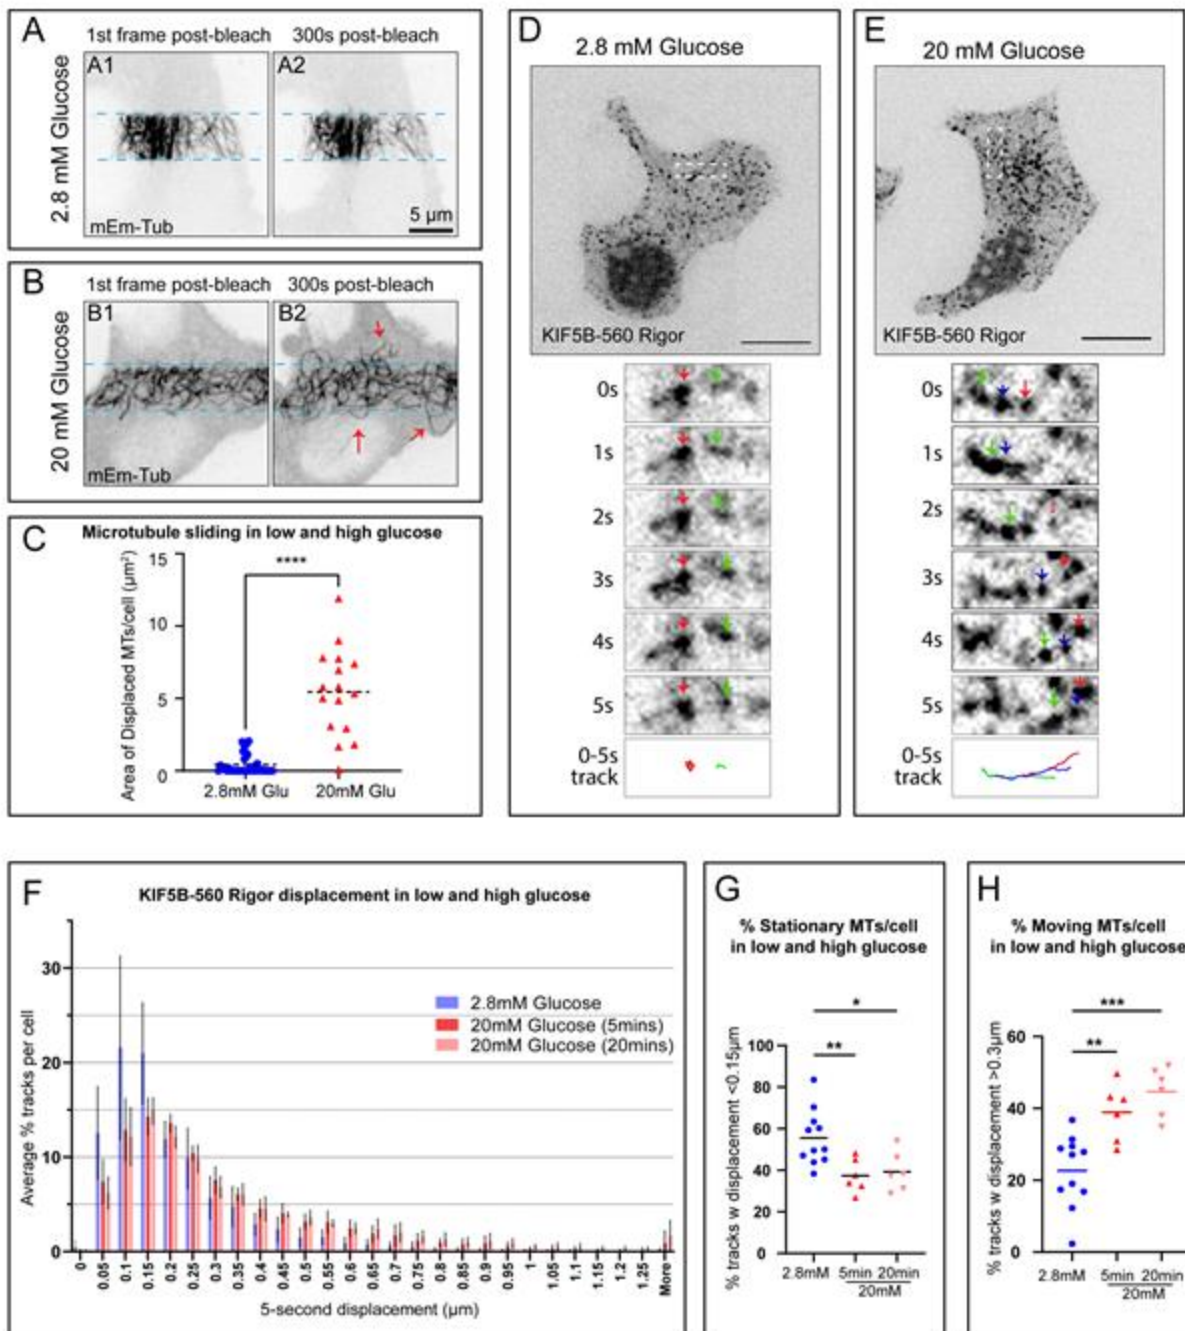 A
1st frame post-bleach 300s post-bleach
2.8 mM Glucose
A1 A2
mEm-Tub
5 µm
B
1st frame post-bleach 300s post-bleach
20 mM Glucose
B1 B2
mEm-Tub
C
Microtubule sliding in low and high glucose
****
Area of Displaced MTs/cell (µm²)
15
10
5
0
2.8mM Glu 20mM Glu
D
2.8 mM Glucose
KIF5B-560 Rigor
0s
1s
2s
3s
4s
5s
0-5s
track
E
20 mM Glucose
KIF5B-560 Rigor
0s
1s
2s
3s
4s
5s
0-5s
track
F
KIF5B-560 Rigor displacement in low and high glucose
Average % tracks per cell
30
20
10
0
2.8mM Glucose
20mM Glucose (5mins)
20mM Glucose (20mins)
0 0.05 0.1 0.15 0.2 0.25 0.3 0.35 0.4 0.45 0.5 0.55 0.6 0.65 0.7 0.75 0.8 0.85 0.9 0.95 1 1.05 1.1 1.15 1.2 1.25 More
5-second displacement (µm)
G
% Stationary MTs/cell
in low and high glucose
*
**
% tracks w displacement <0.15µm
100
80
60
40
20
0
2.8mM 5min 20min
20mM
H
% Moving MTs/cell
in low and high glucose
***
**
% tracks w displacement >0.3µm
60
40
20
0
2.8mM 5min 20min
20mM